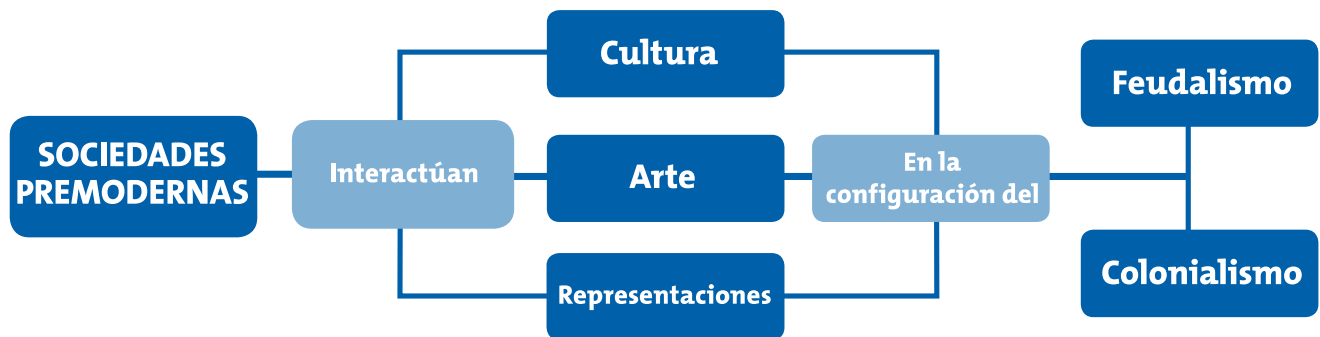 SOCIEDADES
PREMODERNAS
Interactúan
Cultura
Arte
Representaciones
En la
configuración del
Feudalismo
Colonialismo